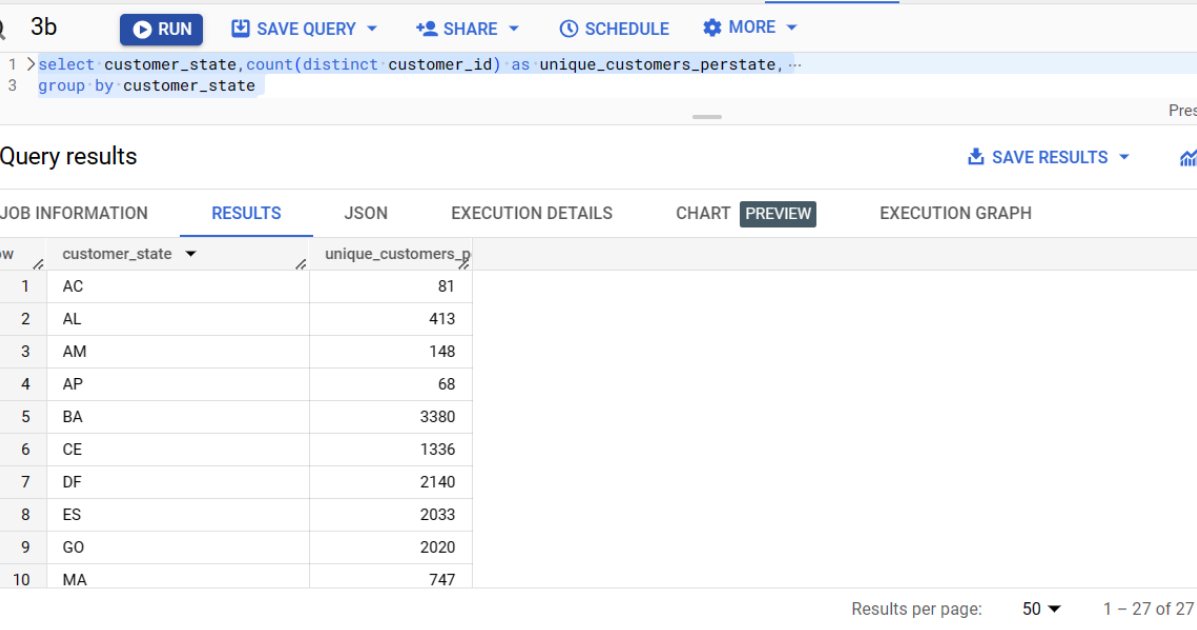 3b RUN SAVE QUERY SHARE SCHEDULE MORE
1 select customer_state,count(distinct customer_id) as unique_customers_perstate, ···
3 group by customer_state
Query results SAVE RESULTS
JOB INFORMATION RESULTS JSON EXECUTION DETAILS CHART PREVIEW EXECUTION GRAPH
customer_state unique_customers_p
1 AC 81
2 AL 413
3 AM 148
4 AP 68
5 BA 3380
6 CE 1336
7 DF 2140
8 ES 2033
9 GO 2020
10 MA 747
Results per page: 50 1 – 27 of 27